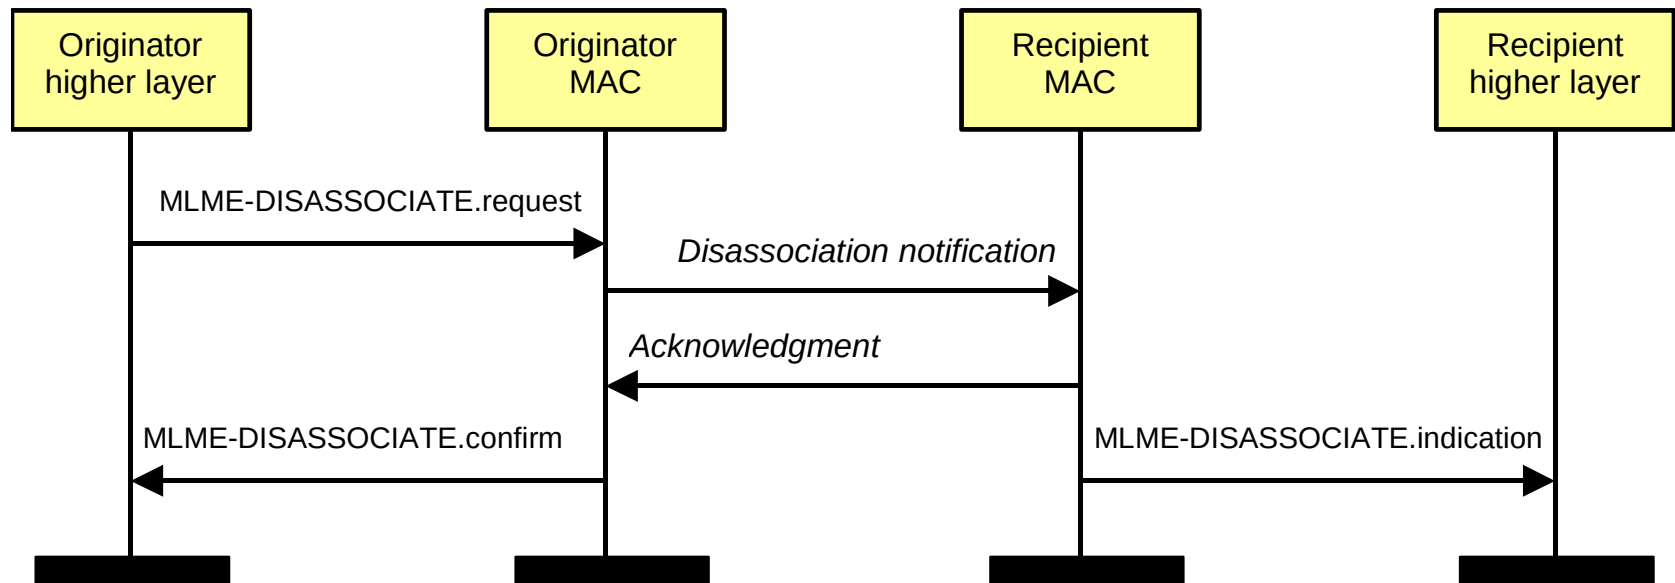 Originator
higher layer
Originator
MAC
Recipient
MAC
Recipient
higher layer
MLME-DISASSOCIATE.request
Disassociation notification
Acknowledgment
MLME-DISASSOCIATE.confirm
MLME-DISASSOCIATE.indication